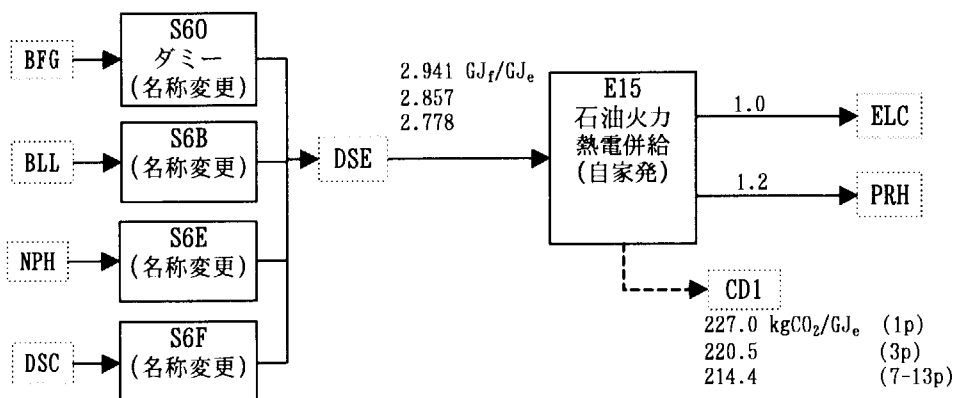 BFG
S60
ダミー
(名称変更)
BLL
S6B
(名称変更)
NPH
S6E
(名称変更)
DSC
S6F
(名称変更)
DSE
2.941 GJf/GJe
2.857
2.778
E15
石油火力
熱電併給
(自家発)
1.0
ELC
1.2
PRH
CD1
227.0 kgCO₂/GJe (1p)
220.5 (3p)
214.4 (7-13p)